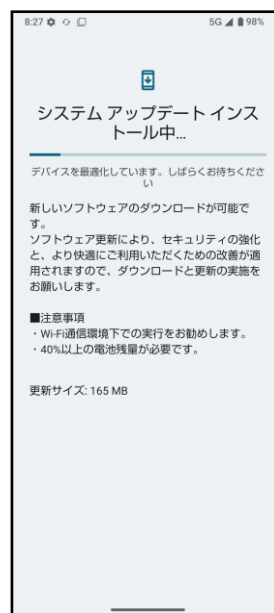 8:27 5G 98%
システム アップデート インス
トール中...
デバイスを最適化しています。しばらくお待ちくださ
い
新しいソフトウェアのダウンロードが可能で
す。
ソフトウェア更新により、セキュリティの強化
と、より快適にご利用いただくための改善が適
用されますので、ダウンロードと更新の実施を
お願いします。
■注意事項
・Wi-Fi通信環境下での実行をお勧めします。
・40%以上の電池残量が必要です。
更新サイズ: 165 MB